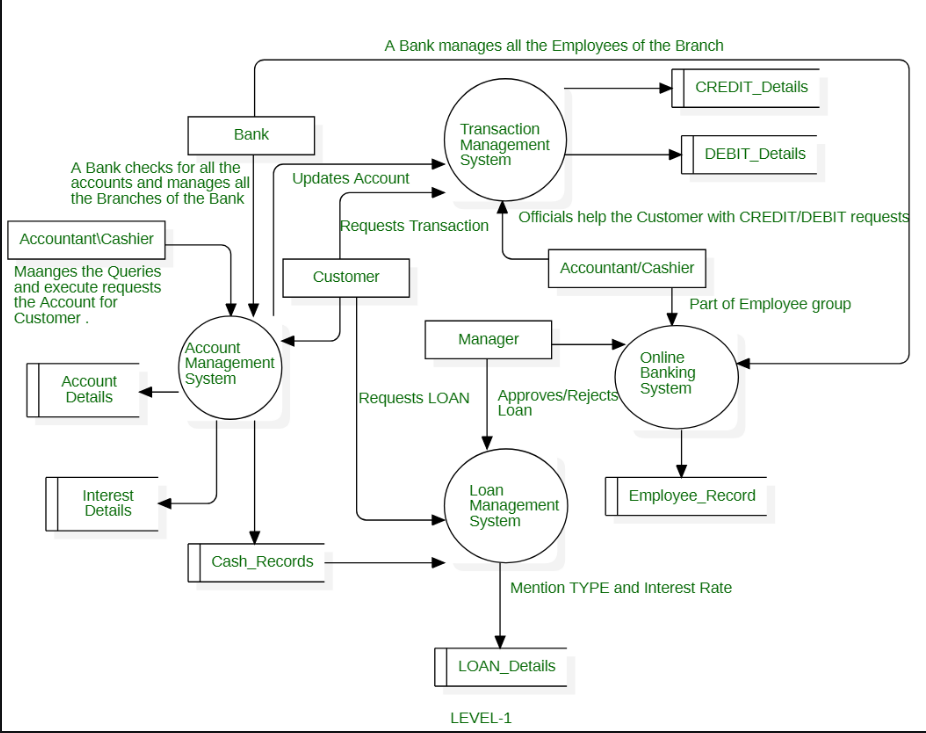 A Bank manages all the Employees of the Branch
CREDIT_Details
Transaction
Management
System
Bank
DEBIT_Details
A Bank checks for all the
accounts and manages all
the Branches of the Bank
Updates Account
Requests Transaction
Officials help the Customer with CREDIT/DEBIT requests
Accountant\Cashier
Maanges the Queries
and execute requests
the Account for
Customer .
Customer
Accountant/Cashier
Part of Employee group
Manager
Account
Management
System
Online
Banking
System
Account
Details
Requests LOAN
Approves/Rejects
Loan
Interest
Details
Loan
Management
System
Employee_Record
Cash_Records
Mention TYPE and Interest Rate
LOAN_Details
LEVEL-1